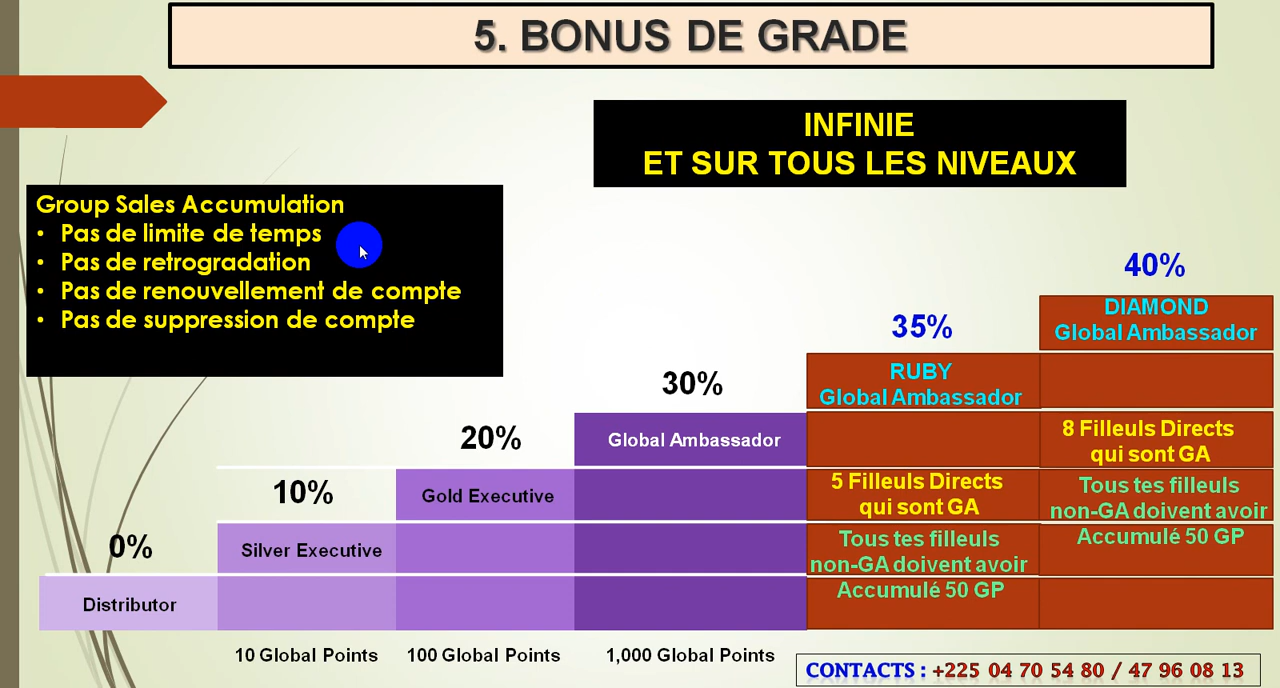 5. BONUS DE GRADE
INFINIE
ET SUR TOUS LES NIVEAUX
Group Sales Accumulation
• Pas de limite de temps
• Pas de retrogradation
• Pas de renouvellement de compte
• Pas de suppression de compte
40%
DIAMOND
Global Ambassador
35%
RUBY
Global Ambassador
30%
Global Ambassador
8 Filleuls Directs
qui sont GA
20%
Gold Executive
5 Filleuls Directs
qui sont GA
Tous tes filleuls
non-GA doivent avoir
Accumulé 50 GP
10%
Silver Executive
Tous tes filleuls
non-GA doivent avoir
Accumulé 50 GP
0%
Distributor
10 Global Points
100 Global Points
1,000 Global Points
CONTACTS : +225 04 70 54 80 / 47 96 08 13